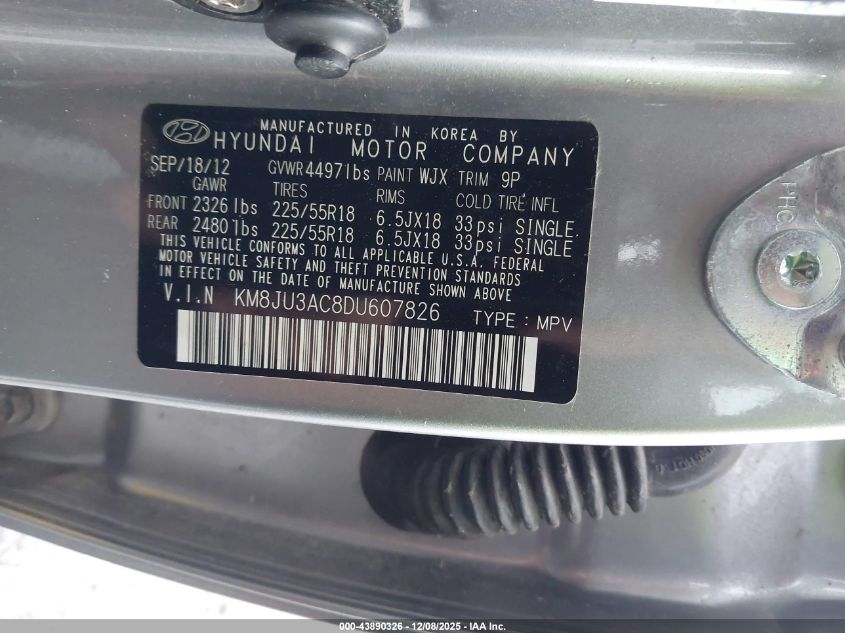 MANUFACTURED IN KOREA BY
HYUNDAI MOTOR COMPANY
SEP/18/12 GVWR 4497 lbs PAINT WJX TRIM 9P
GAWR TIRES RIMS COLD TIRE INFL
FRONT 2326 lbs 225/55R18 6.5JX18 33psi SINGLE
REAR 2480 lbs 225/55R18 6.5JX18 33psi SINGLE
THIS VEHICLE CONFORMS TO ALL APPLICABLE U.S.A. FEDERAL
MOTOR VEHICLE SAFETY AND THEFT PREVENTION STANDARDS
IN EFFECT ON THE DATE OF MANUFACTURE SHOWN ABOVE
V.I.N KM8JU3AC8DU607826 TYPE : MPV
PHC
000-43890326 - 12/08/2025 - IAA Inc.